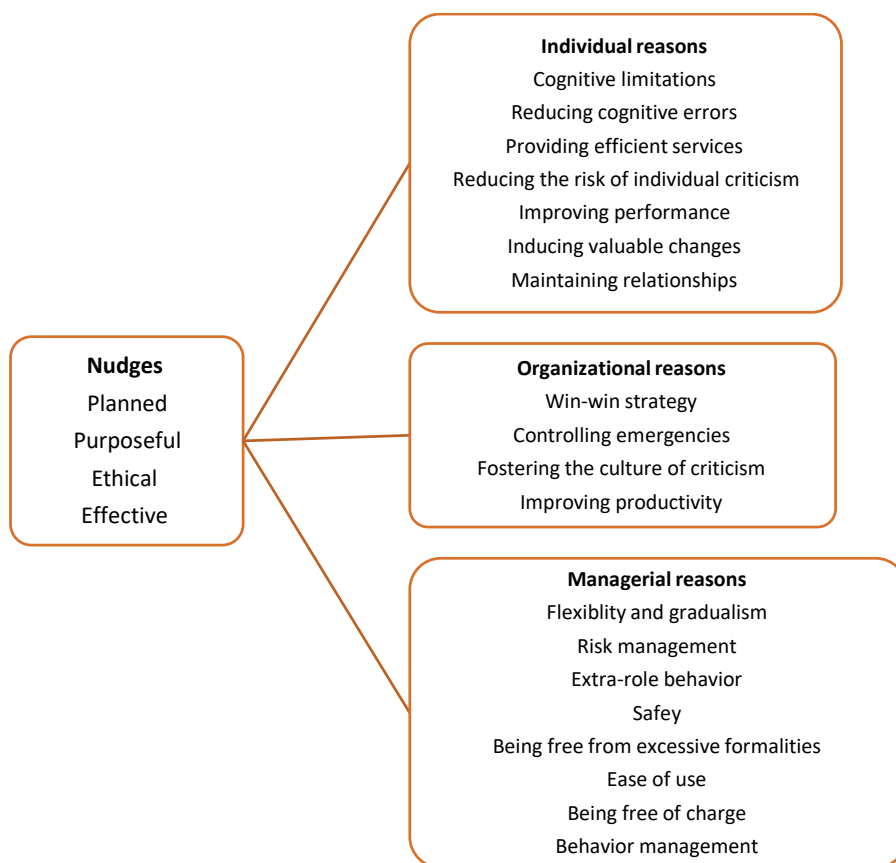 Individual reasons
Cognitive limitations
Reducing cognitive errors
Providing efficient services
Reducing the risk of individual criticism
Improving performance
Inducing valuable changes
Maintaining relationships
Nudges
Planned
Purposeful
Ethical
Effective
Organizational reasons
Win-win strategy
Controlling emergencies
Fostering the culture of criticism
Improving productivity
Managerial reasons
Flexiblity and gradualism
Risk management
Extra-role behavior
Safey
Being free from excessive formalities
Ease of use
Being free of charge
Behavior management